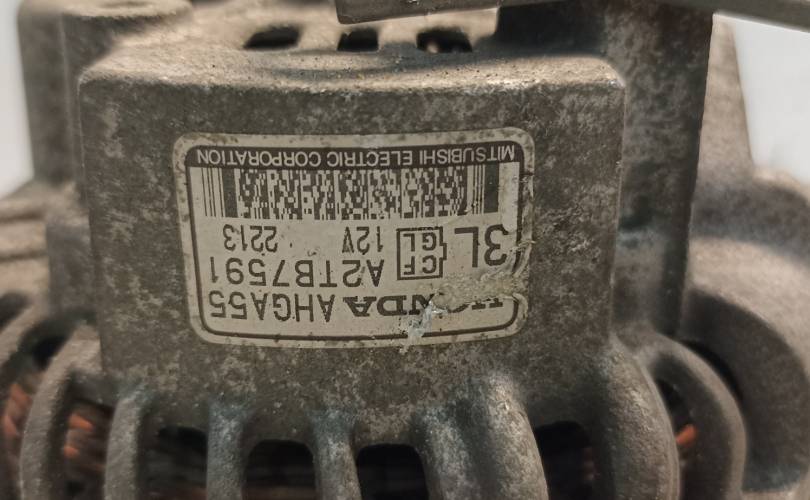 HONDA AHGA55
CF GL A2TB7591
3L 12V 2213
MITSUBISHI ELECTRIC CORPORATION